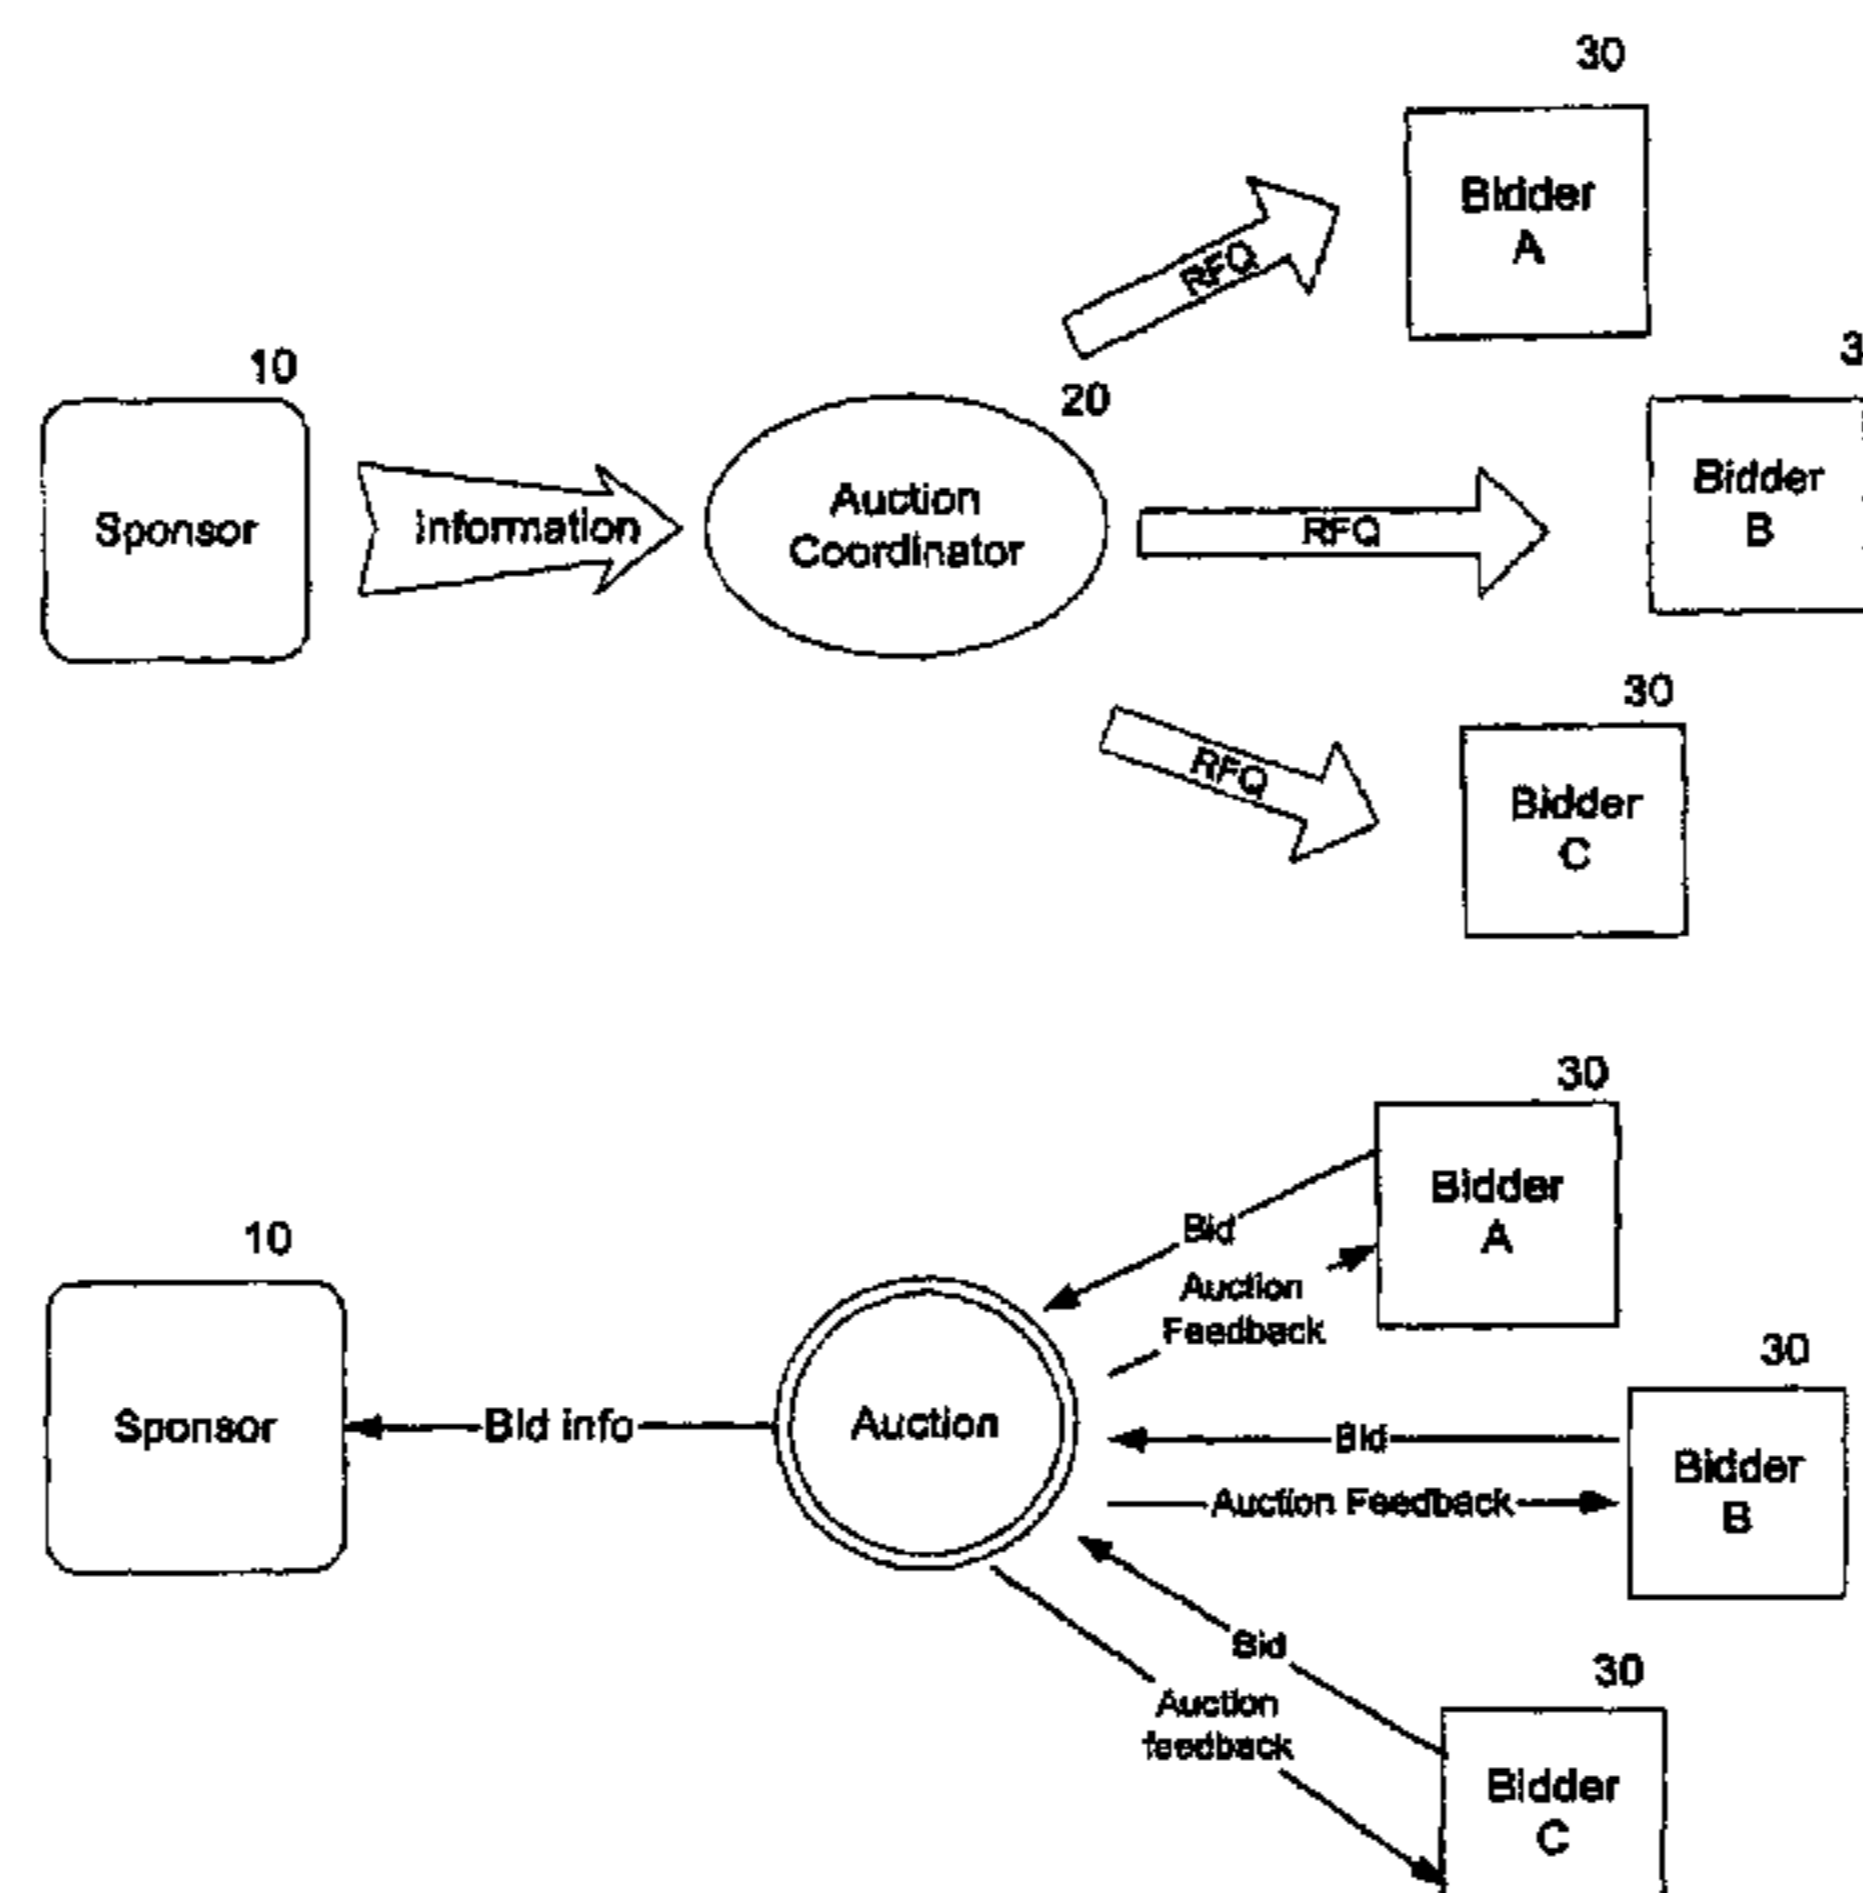 30
Bidder
A
RFQ
10
20
3
Sponsor
Information
Auction
Coordinator
RFQ
Bidder
B
30
RFQ
Bidder
C
30
Bidder
A
Bid
Auction
Feedback
10
30
Sponsor
Bid info
Auction
Bid
Auction Feedback
Bidder
B
Bid
30
Auction
feedback
Bidder
C